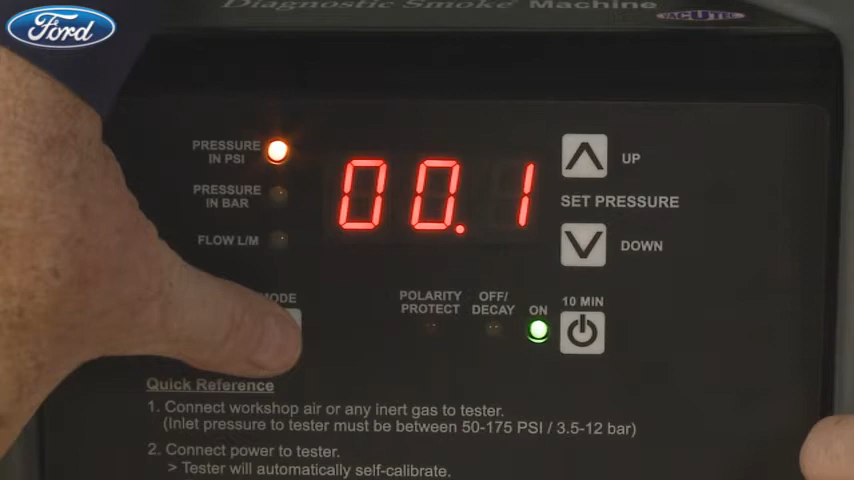 Ford
Diagnostic Smoke® Machine
VACUTEC
PRESSURE
IN PSI
PRESSURE
IN BAR
FLOW L/M
00.1
UP
SET PRESSURE
DOWN
MODE
POLARITY
PROTECT
OFF/
DECAY
ON
10 MIN
Quick Reference
1. Connect workshop air or any inert gas to tester.
(Inlet pressure to tester must be between 50-175 PSI / 3.5-12 bar)
2. Connect power to tester.
> Tester will automatically self-calibrate.